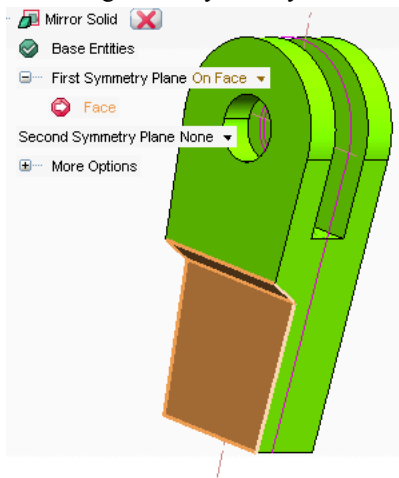 Mirror Solid
Base Entities
First Symmetry Plane On Face
Face
Second Symmetry Plane None
More Options